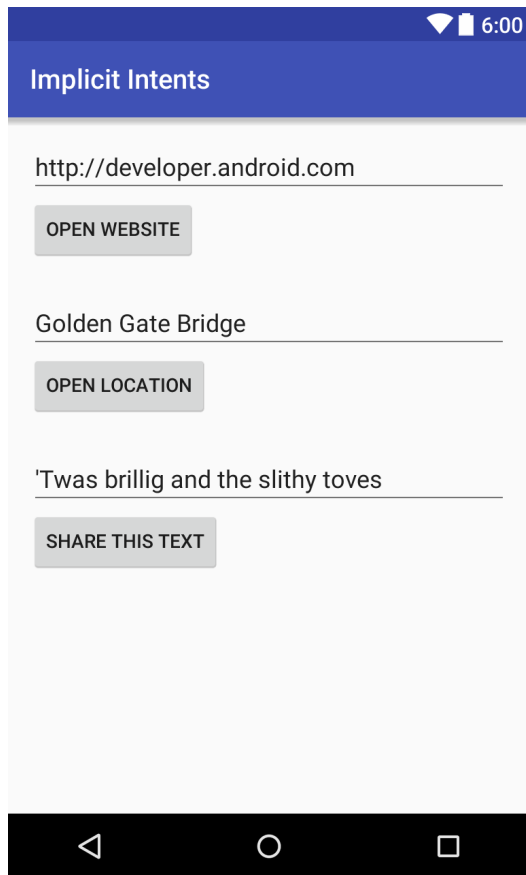 6:00
Implicit Intents
http://developer.android.com
OPEN WEBSITE
Golden Gate Bridge
OPEN LOCATION
'Twas brillig and the slithy toves
SHARE THIS TEXT